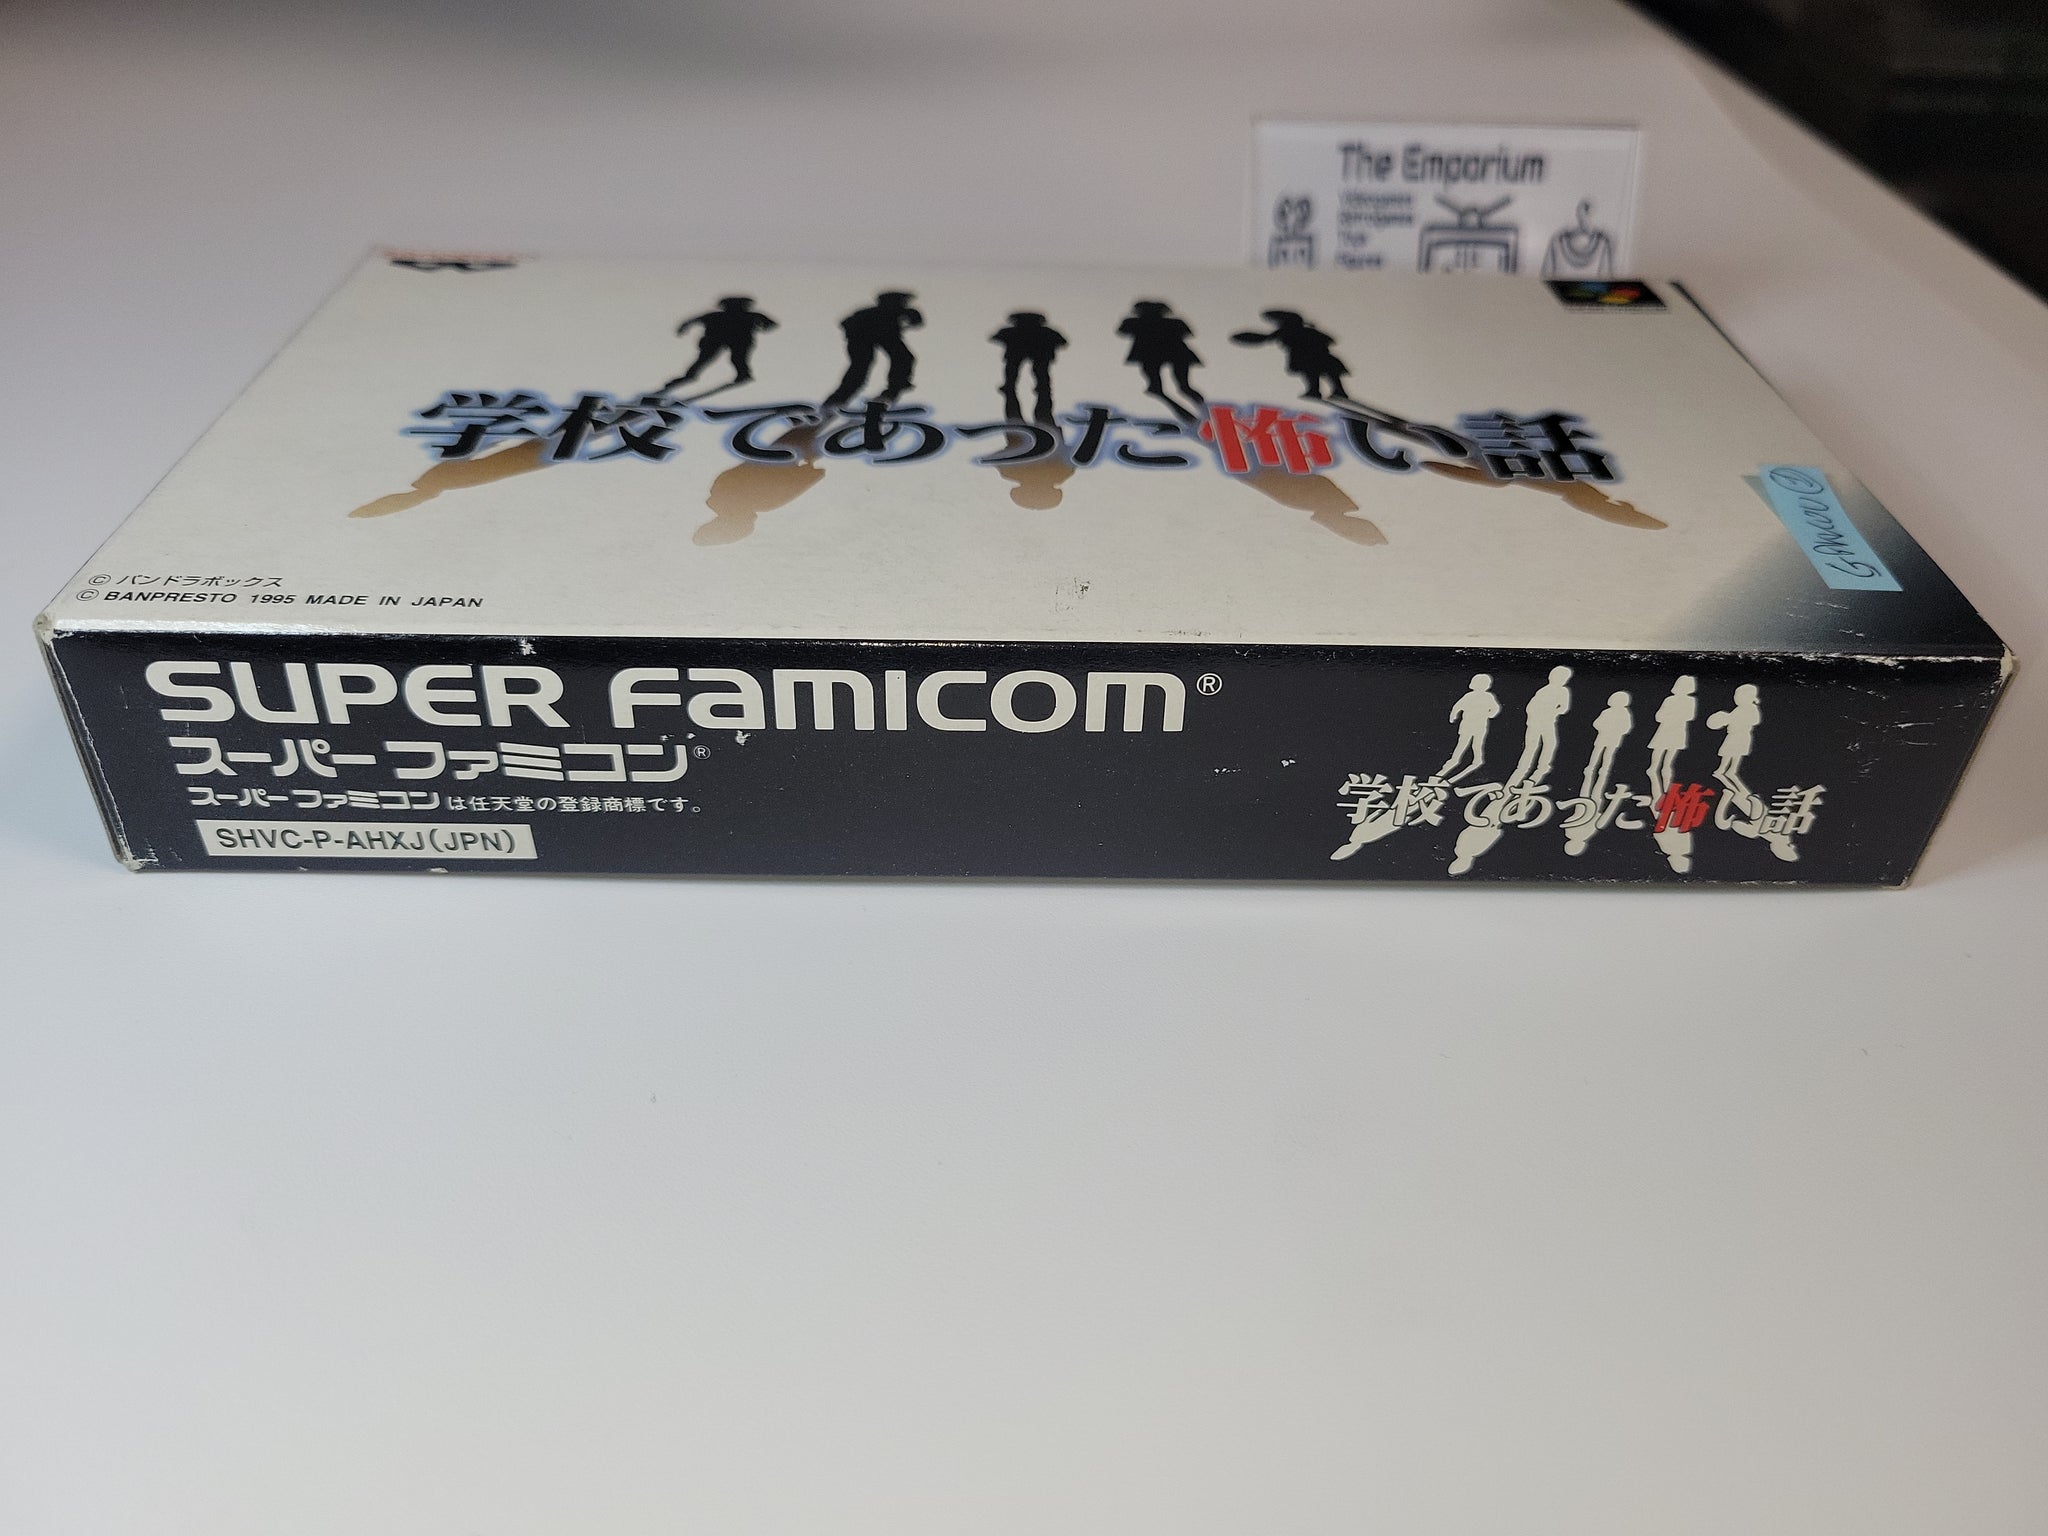 The Emporium
学校であった怖い話
© パンドラボックス
© BANPRESTO 1995 MADE IN JAPAN
SUPER FAMICOM®
スーパーファミコン®
スーパーファミコンは任天堂の登録商標です。
SHVC-P-AHXJ(JPN)
学校であった怖い話